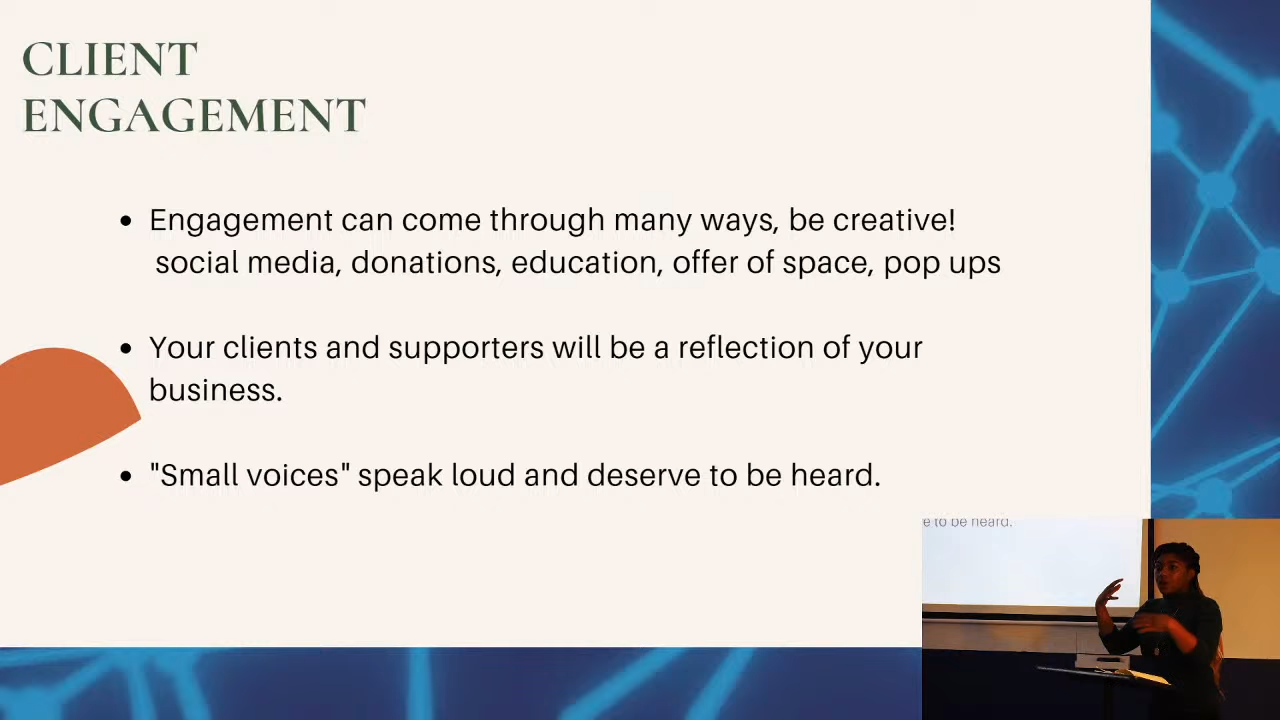 CLIENT
ENGAGEMENT
• Engagement can come through many ways, be creative!
social media, donations, education, offer of space, pop ups
• Your clients and supporters will be a reflection of your
business.
• "Small voices" speak loud and deserve to be heard.
e to be heard.